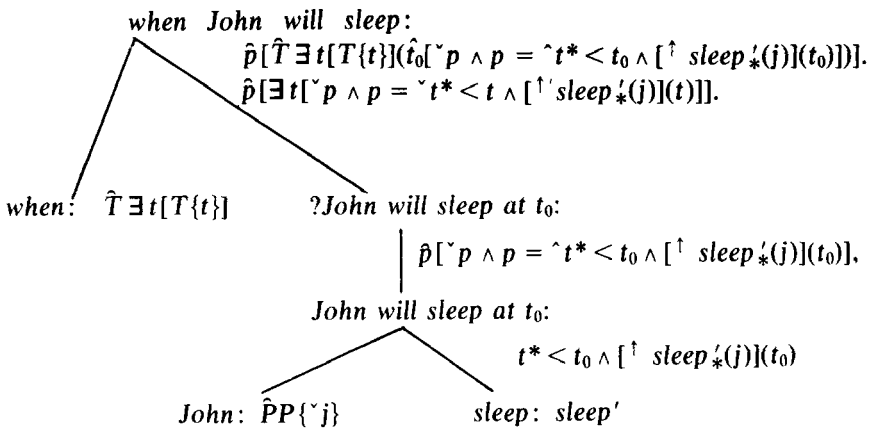 when John will sleep:
p̂[T̂∃t[T{t}](t̂₀[ˇp ∧ p = ˆt* < t₀ ∧ [↑ sleep′*(j)](t₀)])].
p̂[∃t[ˇp ∧ p = ˇt* < t ∧ [↑′ sleep′*(j)](t)]].
when: T̂∃t[T{t}] ?John will sleep at t₀:
p̂[ˇp ∧ p = ˆt* < t₀ ∧ [↑ sleep′*(j)](t₀)],
John will sleep at t₀:
t* < t₀ ∧ [↑ sleep′*(j)](t₀)
John: P̂P{ˇj} sleep: sleep′